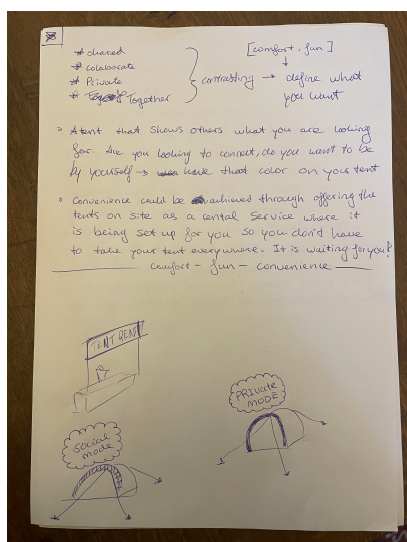 * shared
* colaborate
* Private
* Together
contrasting → define what
you want
[comfort, fun]
◦ A tent that shows others what you are looking
for. Are you looking to connect, do you want to be
by yourself → have that color on your tent
◦ Convenience could be achieved through offering the
tents on site as a rental service where it
is being set up for you so you don't have
to take your tent everywhere. It is waiting for you!
comfort - fun - convenience
TENT RENT
PRIVATE
MODE
Social
mode